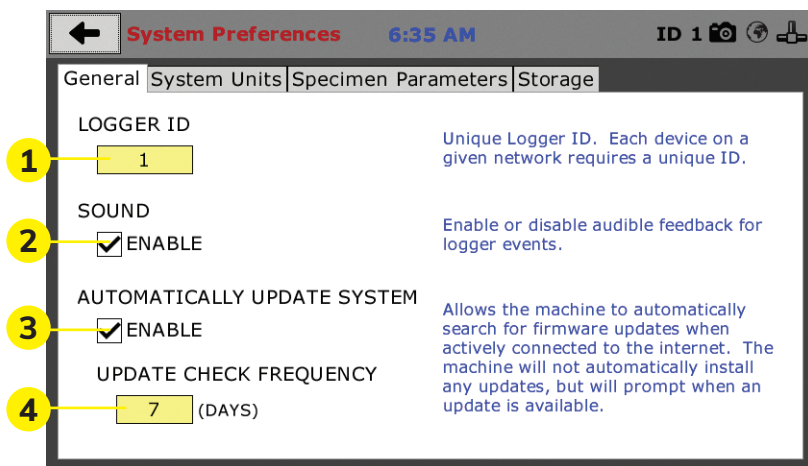 System Preferences 6:35 AM ID 1
General System Units Specimen Parameters Storage
LOGGER ID
1
1
Unique Logger ID. Each device on a
given network requires a unique ID.
SOUND
2
ENABLE
Enable or disable audible feedback for
logger events.
AUTOMATICALLY UPDATE SYSTEM
3
ENABLE
Allows the machine to automatically
search for firmware updates when
actively connected to the internet. The
machine will not automatically install
any updates, but will prompt when an
update is available.
UPDATE CHECK FREQUENCY
4
7 (DAYS)